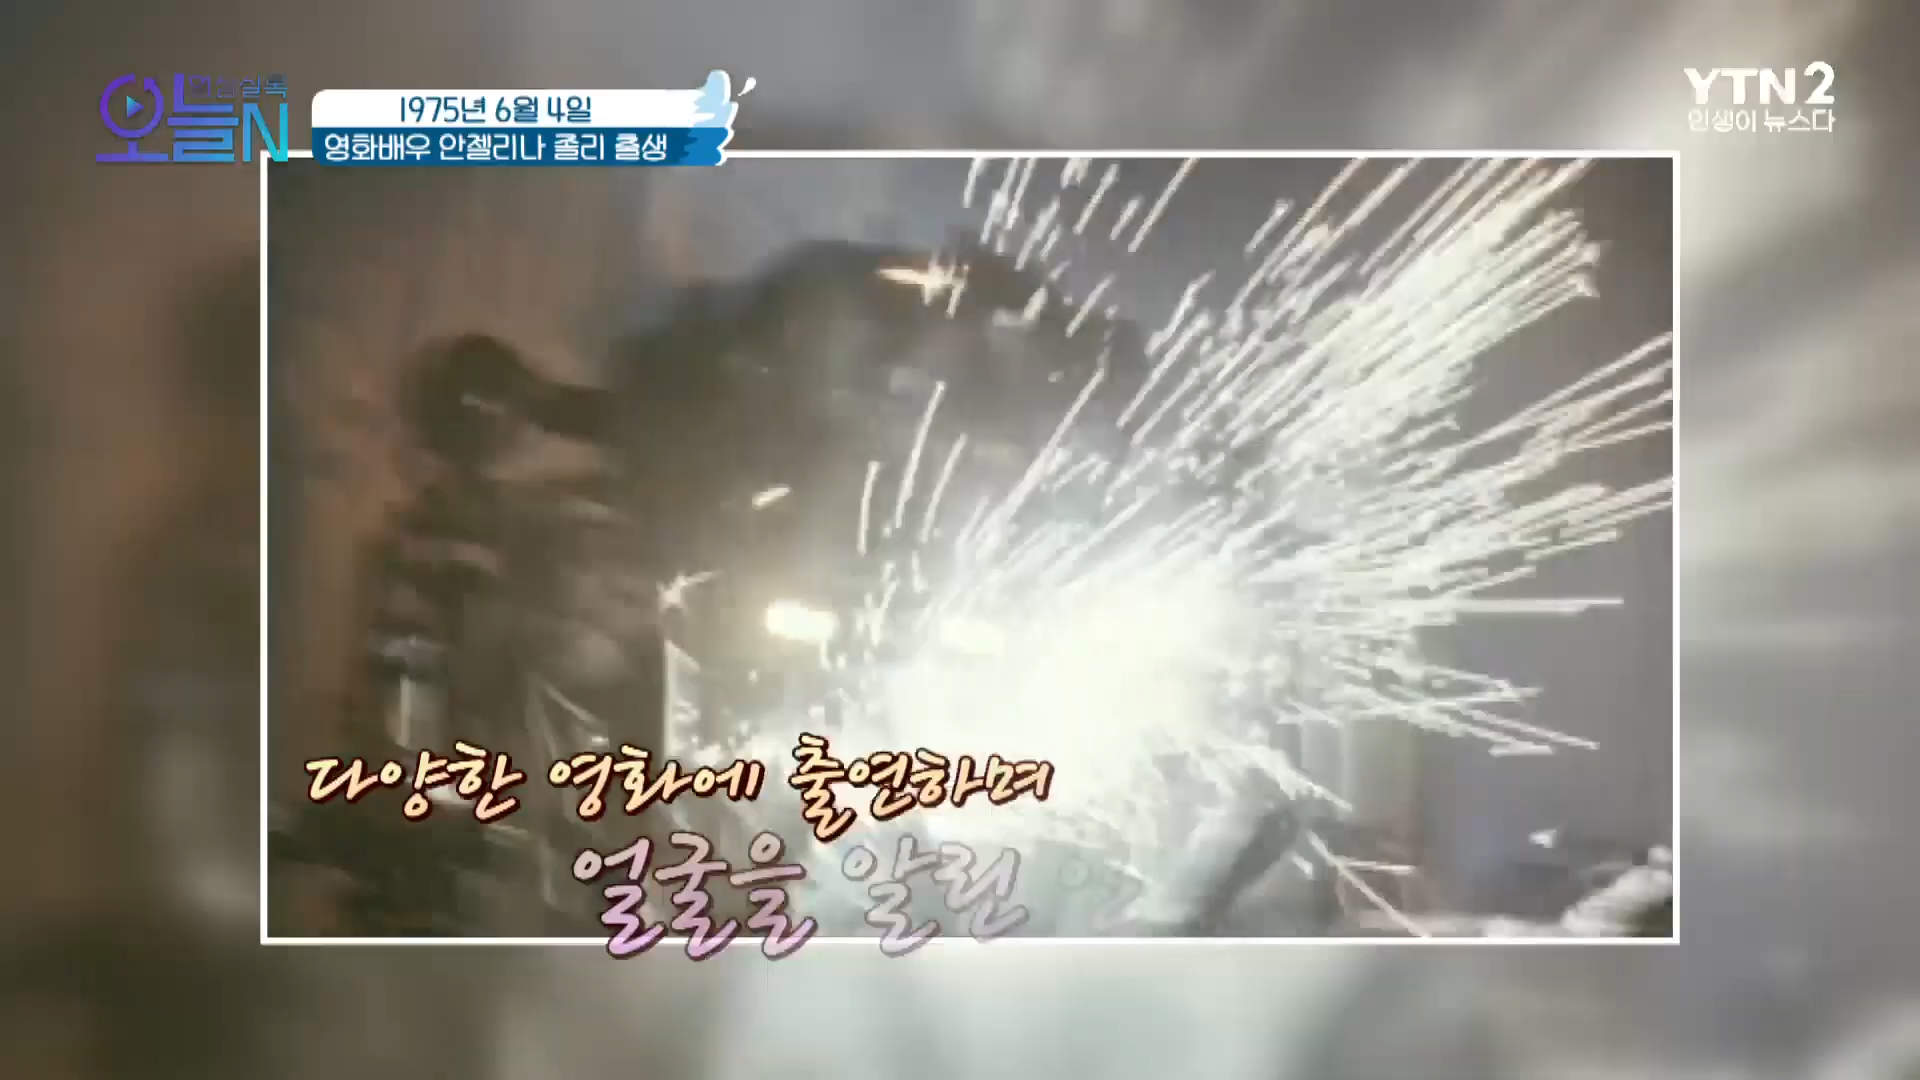 오늘N
1975년 6월 4일
영화배우 안젤리나 졸리 출생
YTN2
인생이 뉴스다
다양한 영화에 출연하며
얼굴을 알린